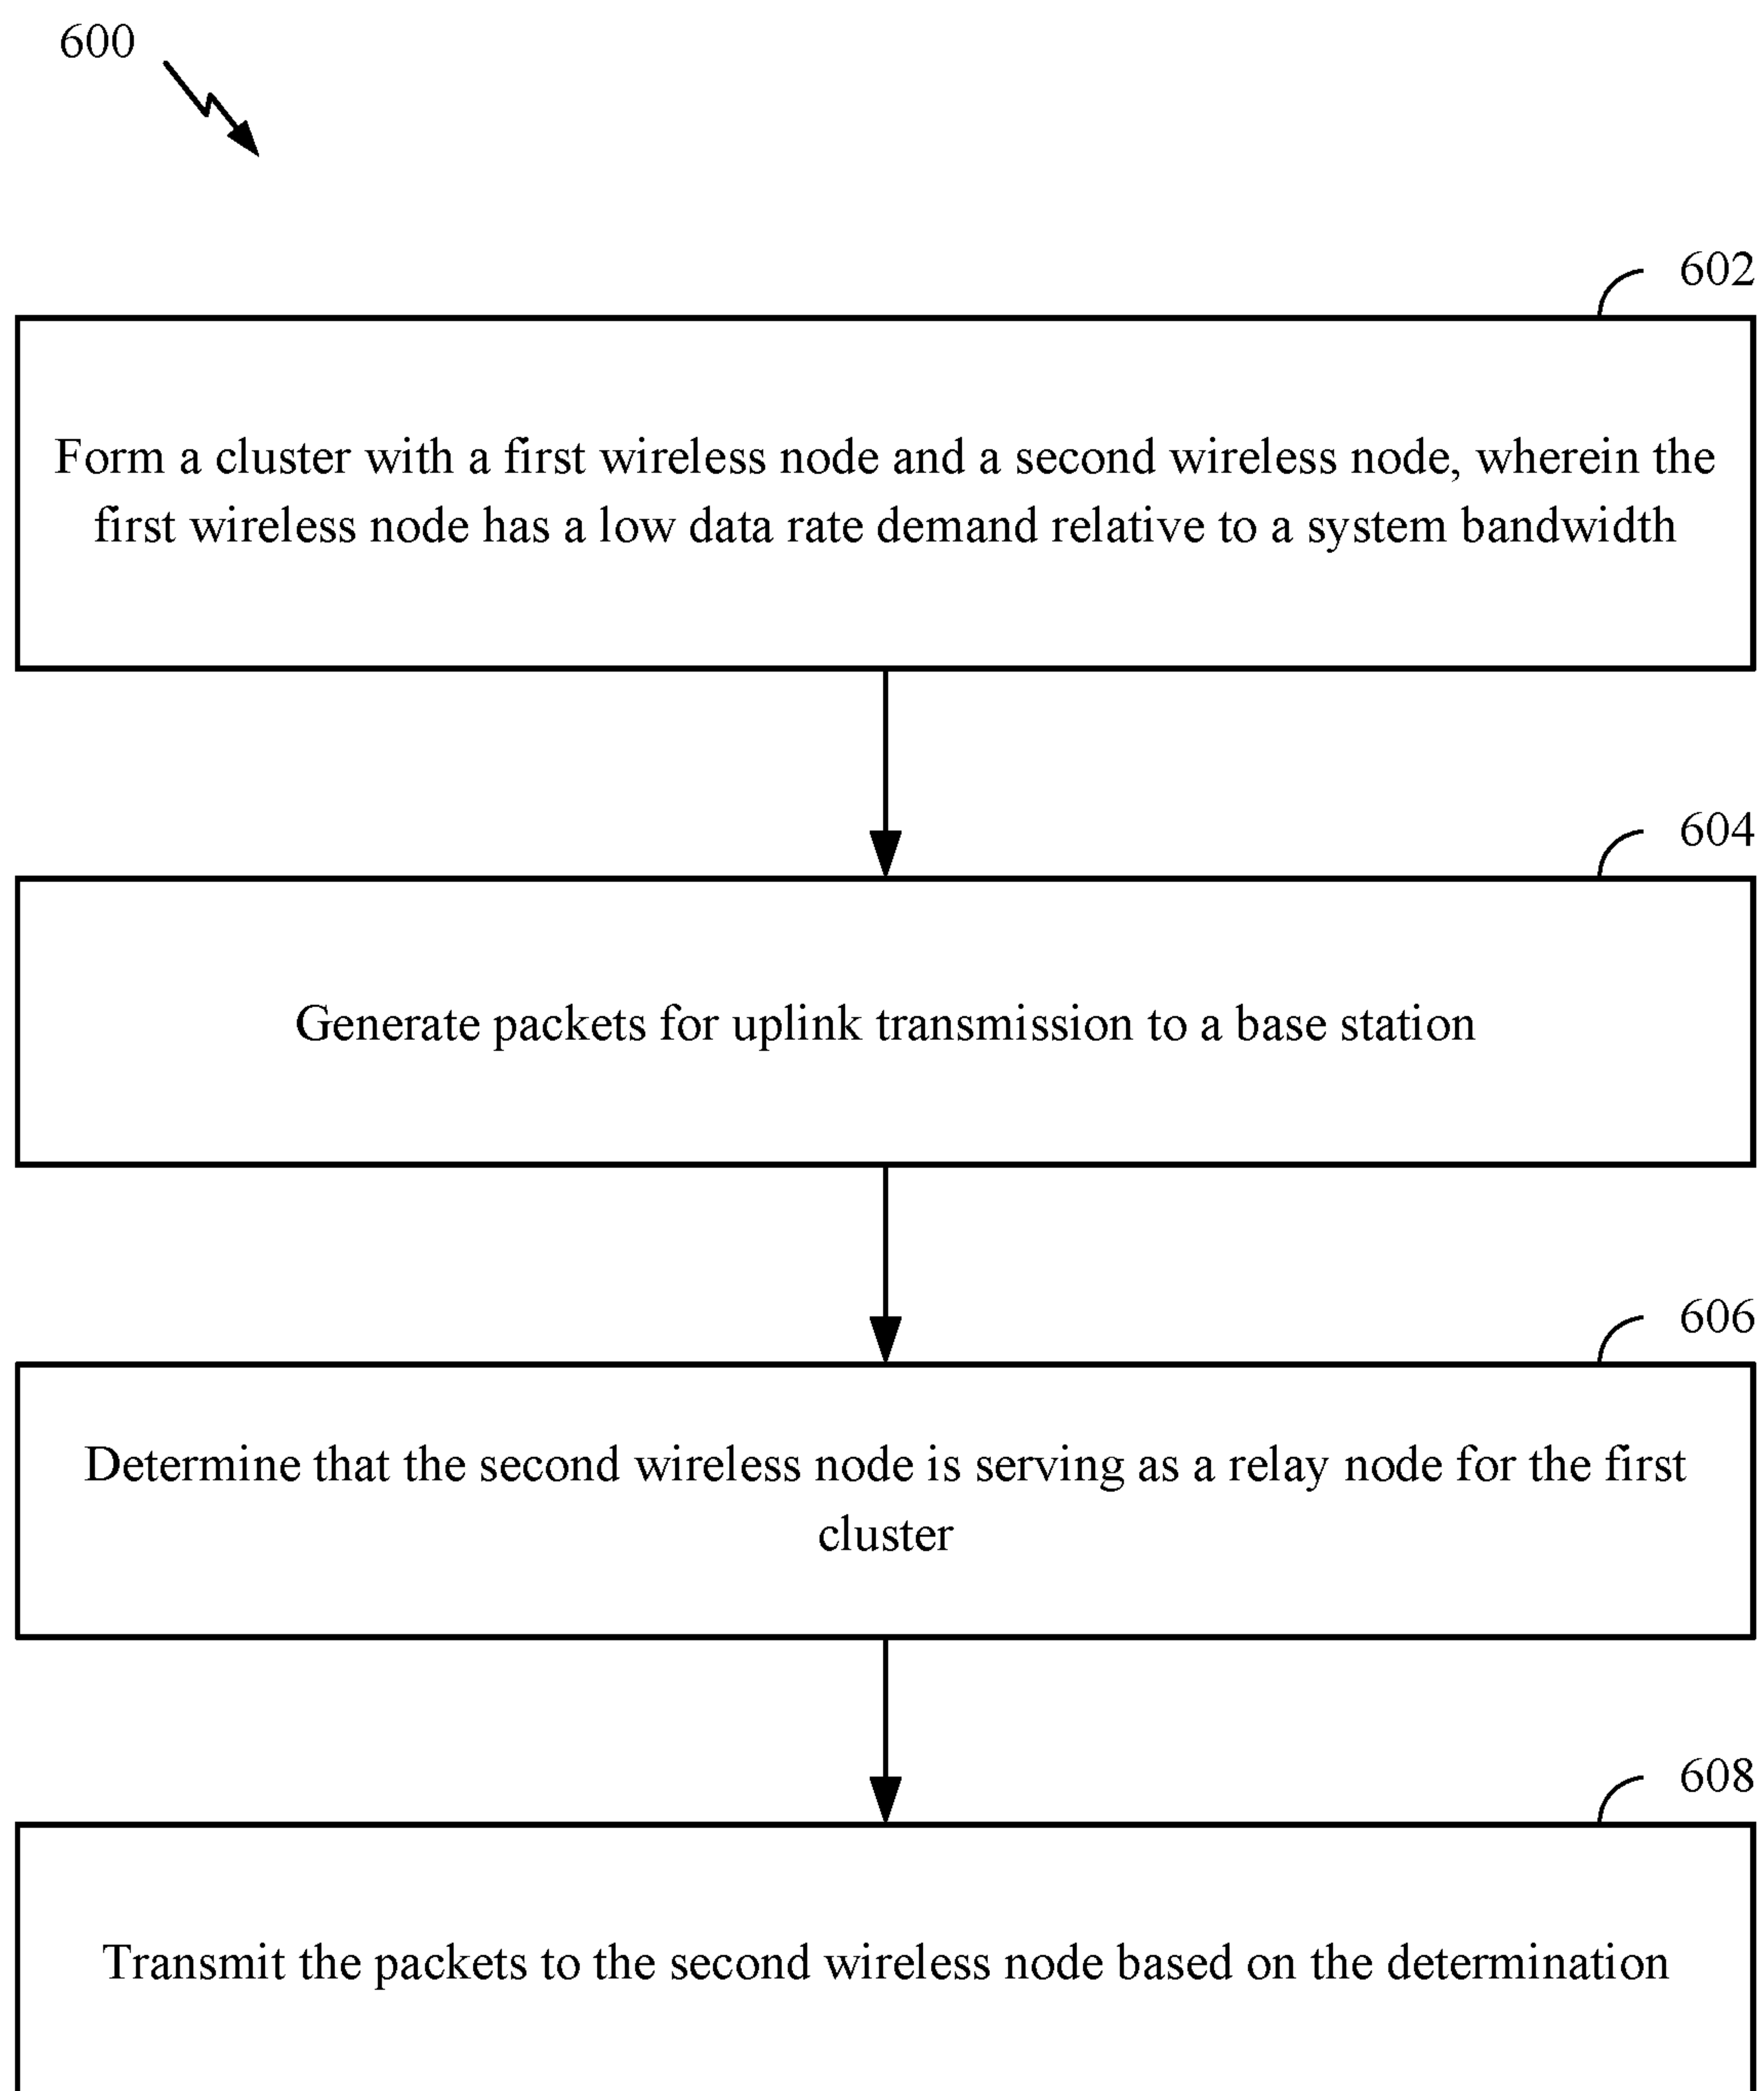 600
602
Form a cluster with a first wireless node and a second wireless node, wherein the
first wireless node has a low data rate demand relative to a system bandwidth
604
Generate packets for uplink transmission to a base station
606
Determine that the second wireless node is serving as a relay node for the first
cluster
608
Transmit the packets to the second wireless node based on the determination